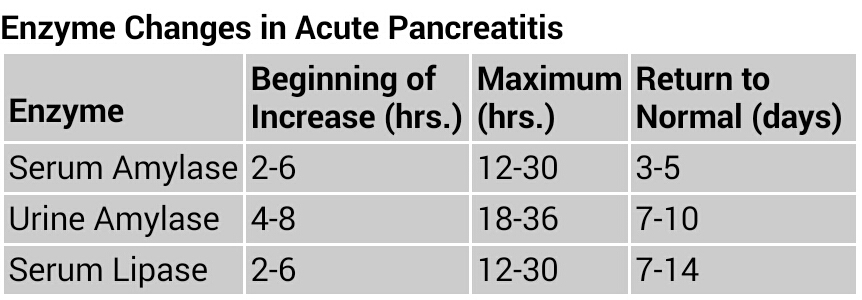 Enzyme Changes in Acute Pancreatitis
Enzyme Beginning of Increase (hrs.) Maximum (hrs.) Return to Normal (days)
Serum Amylase 2-6 12-30 3-5
Urine Amylase 4-8 18-36 7-10
Serum Lipase 2-6 12-30 7-14